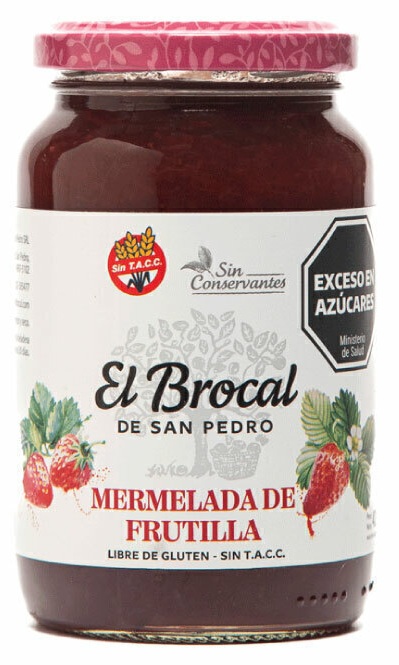 Sin T.A.C.C.
Sin
Conservantes
EXCESO EN
AZÚCARES
Ministerio
de Salud
El Brocal
DE SAN PEDRO
MERMELADA DE
FRUTILLA
LIBRE DE GLUTEN - SIN T.A.C.C.